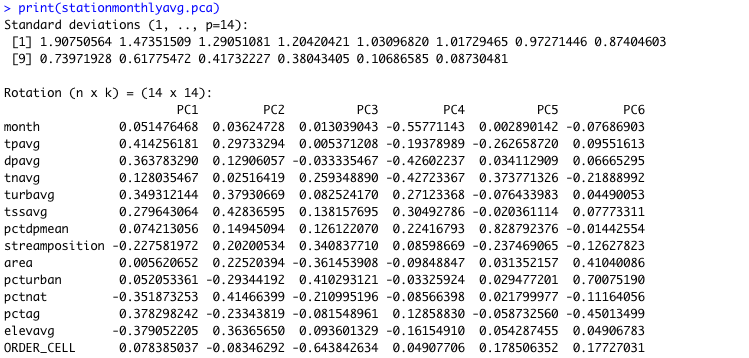 > print(stationmonthlyavg.pca)
Standard deviations (1, .., p=14):
[1] 1.90750564 1.47351509 1.29051081 1.20420421 1.03096820 1.01729465 0.97271446 0.87404603
[9] 0.73971928 0.61775472 0.41732227 0.38043405 0.10686585 0.08730481
Rotation (n x k) = (14 x 14):
PC1 PC2 PC3 PC4 PC5 PC6
month 0.051476468 0.03624728 0.013039043 -0.55771143 0.002890142 -0.07686903
tpavg 0.414256181 0.29733294 0.005371208 -0.19378989 -0.262658720 0.09551613
dpavg 0.363783290 0.12906057 -0.033335467 -0.42602237 0.034112909 0.06665295
tnavg 0.128035467 0.02516419 0.259348890 -0.42723367 0.373771326 -0.21888992
turbavg 0.349312144 0.37930669 0.082524170 0.27123368 -0.076433983 0.04490053
tssavg 0.279643064 0.42836595 0.138157695 0.30492786 -0.020361114 0.07773311
pctdpmean 0.074213056 0.14945094 0.126122070 0.22416793 0.828792376 -0.01442554
streamposition -0.227581972 0.20200534 0.340837710 0.08598669 -0.237469065 -0.12627823
area 0.005620652 0.22520394 -0.361453908 -0.09848847 0.031352157 0.41040086
pcturban 0.052053361 -0.29344192 0.410293121 -0.03325924 0.029477201 0.70075190
pctnat -0.351873253 0.41466399 -0.210995196 -0.08566398 0.021799977 -0.11164056
pctag 0.378298242 -0.23343819 -0.081548961 0.12858830 -0.058732560 -0.45013499
elevavg -0.379052205 0.36365650 0.093601329 -0.16154910 0.054287455 0.04906783
ORDER_CELL 0.078385037 -0.08346292 -0.643842634 0.04907706 0.178506352 0.17727031